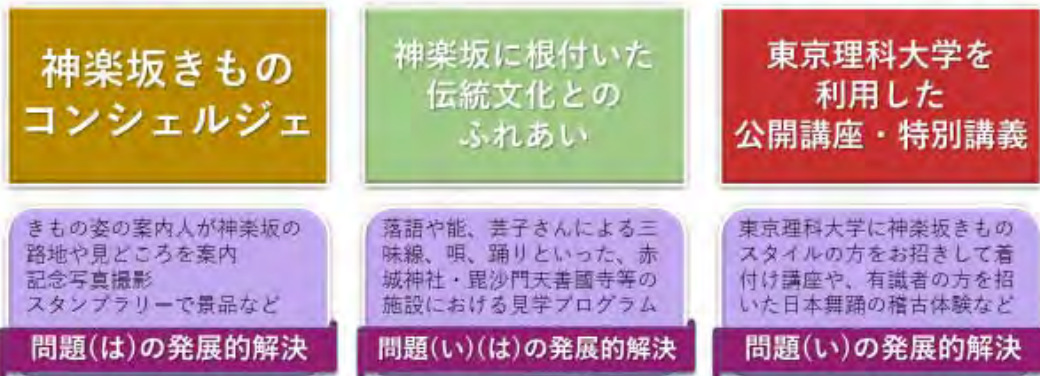 神楽坂きもの
コンシェルジェ
きもの姿の案内人が神楽坂の
路地や見どころを案内
記念写真撮影
スタンプラリーで景品など
問題(は)の発展的解決
神楽坂に根付いた
伝統文化との
ふれあい
落語や能、芸子さんによる三
味線、唄、踊りといった、赤
城神社・毘沙門天善國寺等の
施設における見学プログラム
問題(い)(は)の発展的解決
東京理科大学を
利用した
公開講座・特別講義
東京理科大学に神楽坂きもの
スタイルの方をお招きして着
付け講座や、有識者の方を招
いた日本舞踊の稽古体験など
問題(い)の発展的解決